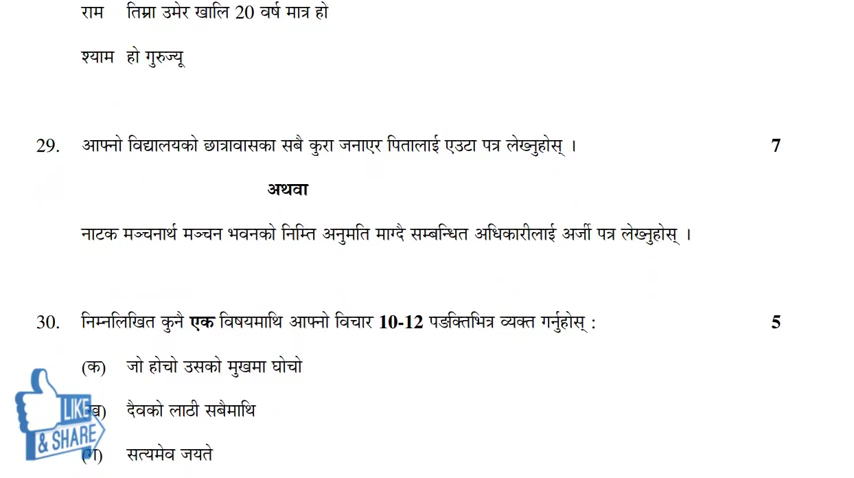 राम तिम्रा उमेर खालि 20 वर्ष मात्र हो
श्याम हो गुरुज्यू
29. आफ्नो विद्यालयको छात्रावासका सबै कुरा जनाएर पितालाई एउटा पत्र लेख्नुहोस् । 7
अथवा
नाटक मञ्चनार्थ मञ्चन भवनको निम्ति अनुमति माग्दै सम्बन्धित अधिकारीलाई अर्जी पत्र लेख्नुहोस् ।
30. निम्नलिखित कुनै एक विषयमाथि आफ्नो विचार 10-12 पङक्तिभित्र व्यक्त गर्नुहोस् : 5
(क) जो होचो उसको मुखमा घोचो
(ख) दैवको लाठी सबैमाथि
(ग) सत्यमेव जयते
LIKE
& SHARE